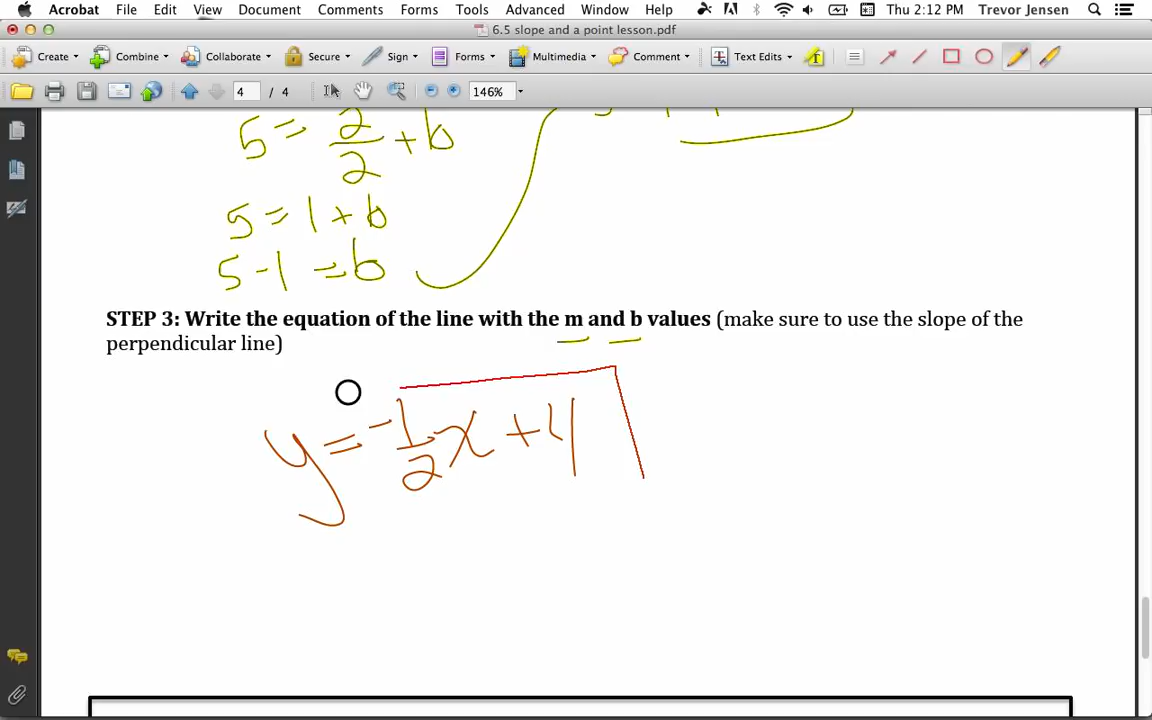 Acrobat File Edit View Document Comments Forms Tools Advanced Window Help Thu 2:12 PM Trevor Jensen
6.5 slope and a point lesson.pdf
Create Combine Collaborate Secure Sign Forms Multimedia Comment Text Edits
4 / 4 146%
5 = 2/2 + b
5 = 1 + b
5 - 1 = b
STEP 3: Write the equation of the line with the m and b values (make sure to use the slope of the
perpendicular line)
y = -1/2 x + 4